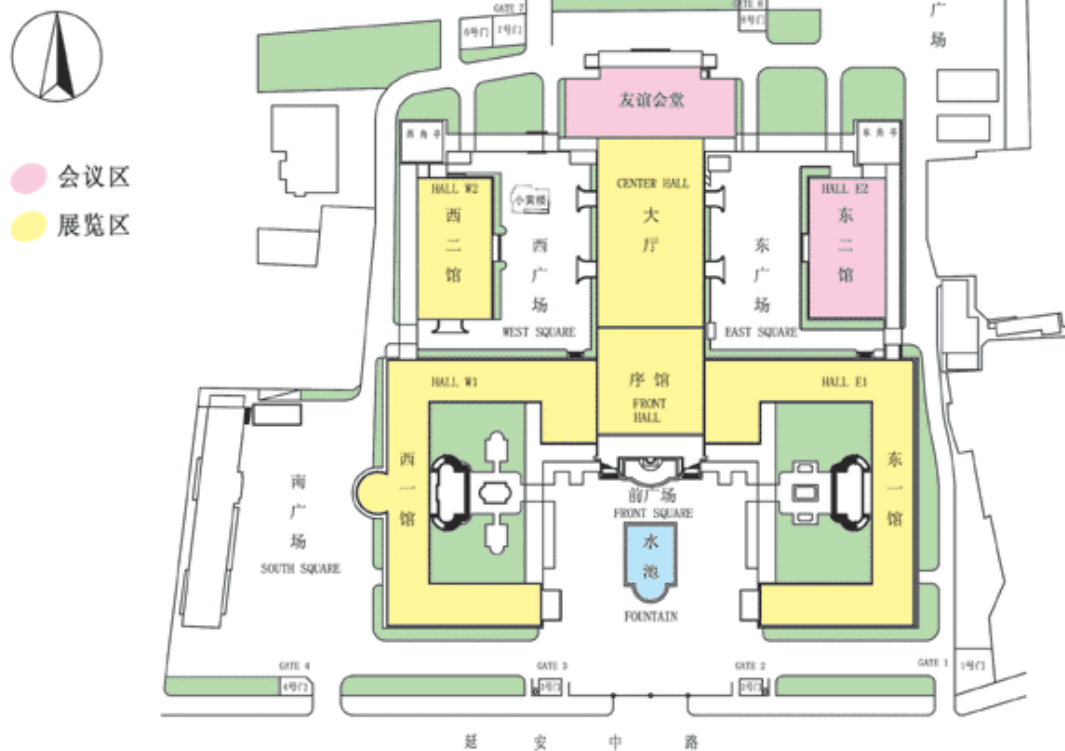 GATE 7
6号门
7号门
GATE 8
8号门
广场
友谊会堂
西角亭
东角亭
会议区
展览区
HALL W2
西二馆
小黄楼
西广场
WEST SQUARE
CENTER HALL
大厅
东广场
EAST SQUARE
HALL E2
东二馆
HALL W1
序馆
FRONT
HALL
HALL E1
西一馆
东一馆
南广场
SOUTH SQUARE
前广场
FRONT SQUARE
水池
FOUNTAIN
GATE 4
4号门
GATE 3
3号门
GATE 2
2号门
GATE 1
1号门
延安中路